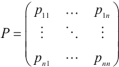 P = ( p11 … p1n
⋮ ⋱ ⋮
pn1 … pnn )